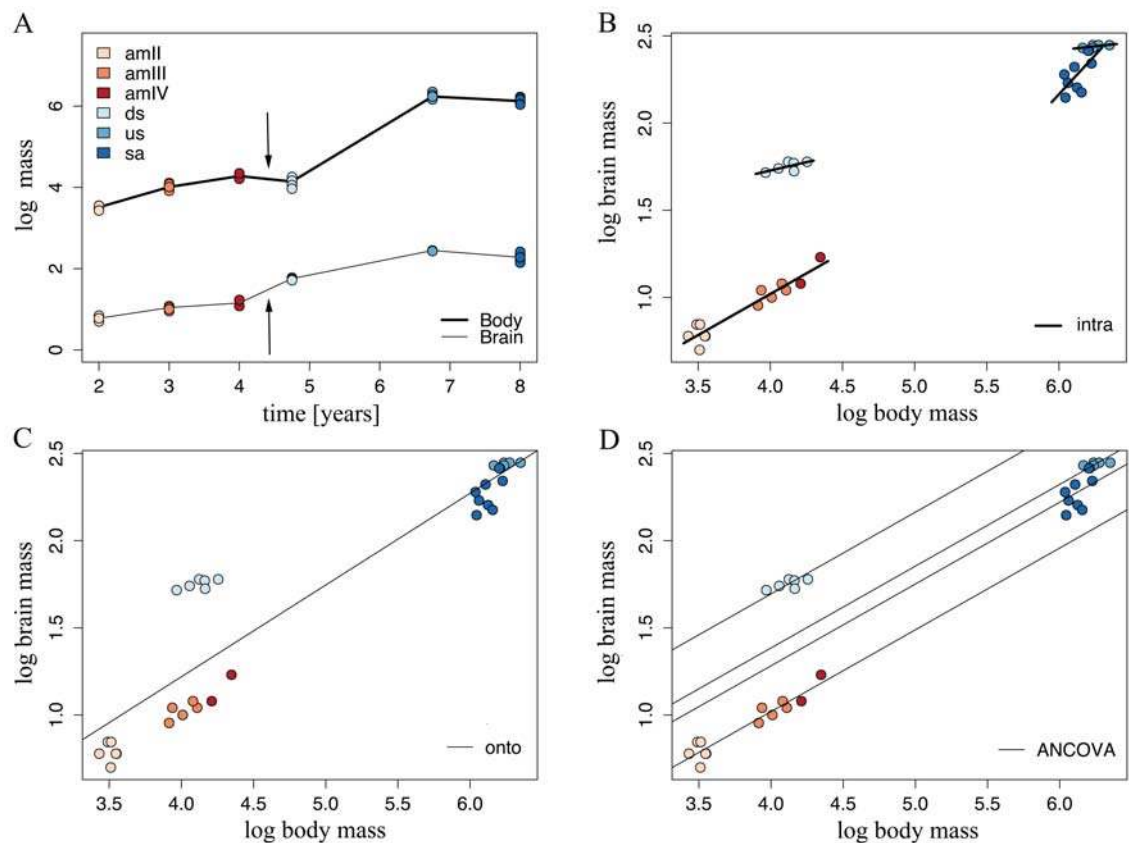 A
amII
amIII
amIV
ds
us
sa
Body
Brain
0 2 4 6
log mass
2 3 4 5 6 7 8
time [years]
B
intra
1.0 1.5 2.0 2.5
log brain mass
3.5 4.0 4.5 5.0 5.5 6.0
log body mass
C
onto
1.0 1.5 2.0 2.5
log brain mass
3.5 4.0 4.5 5.0 5.5 6.0
log body mass
D
ANCOVA
1.0 1.5 2.0 2.5
log brain mass
3.5 4.0 4.5 5.0 5.5 6.0
log body mass